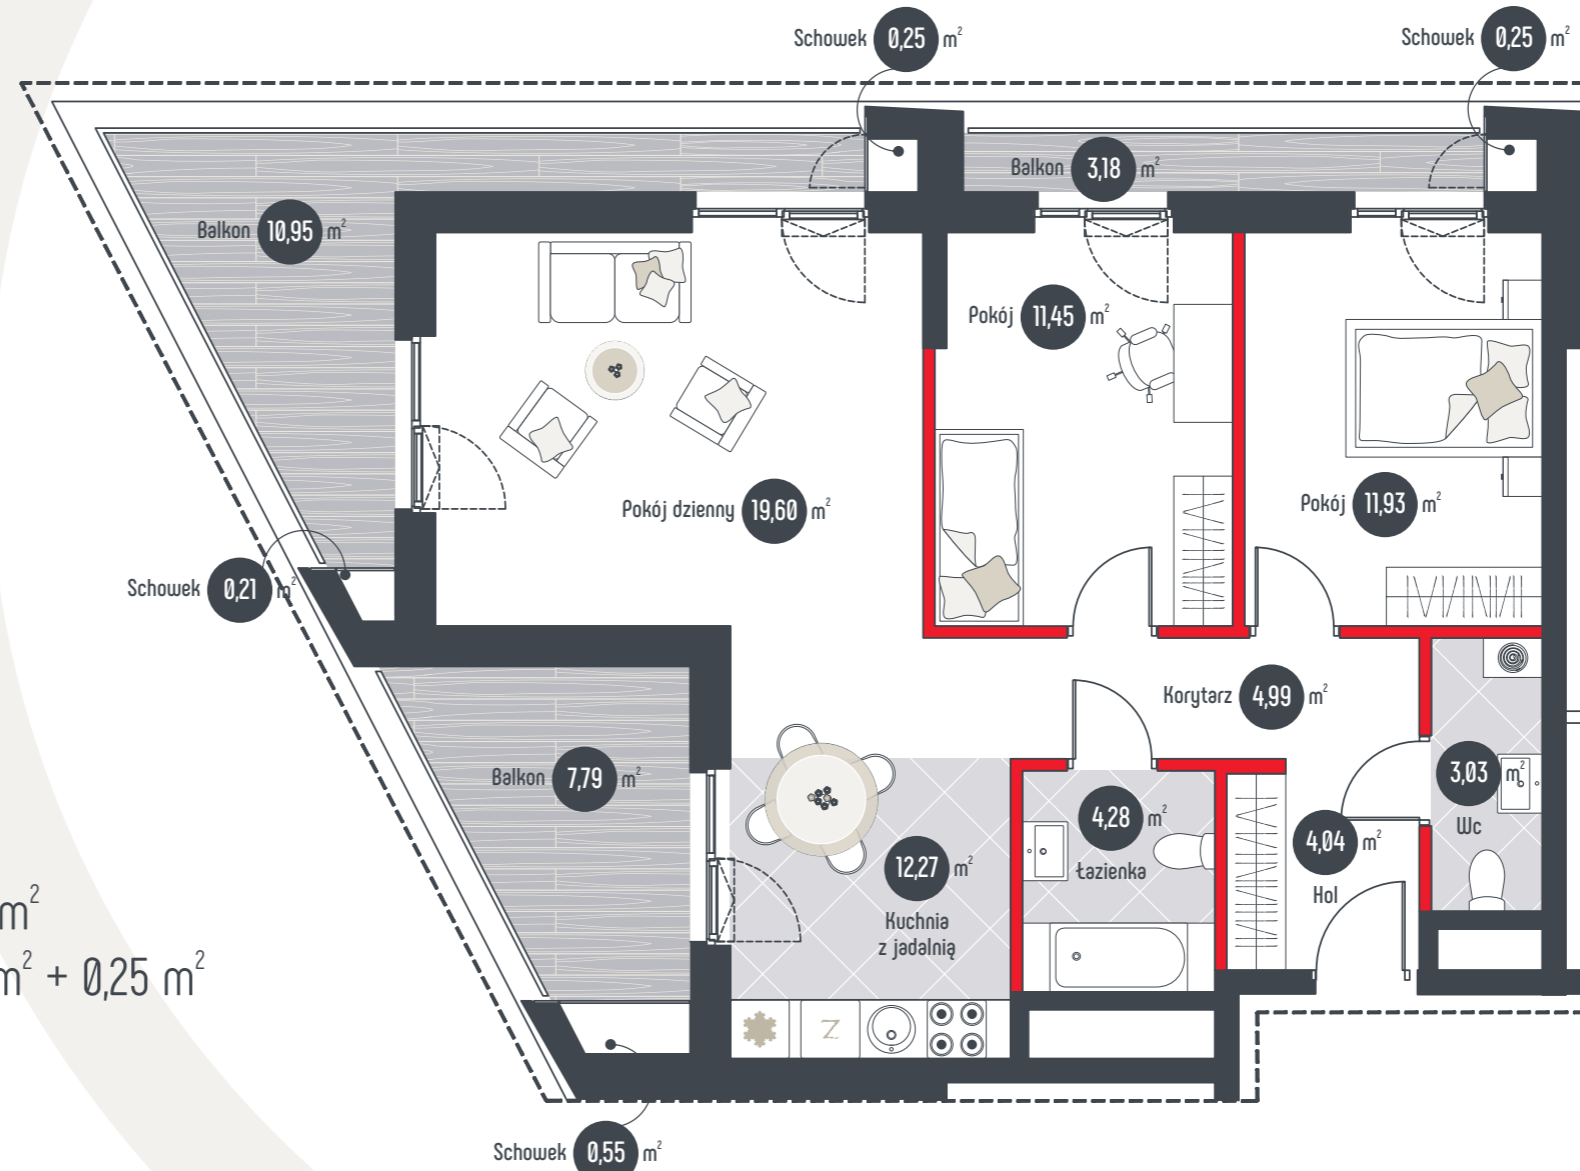 Schowek 0,25 m²
Schowek 0,25 m²
Balkon 3,18 m²
Balkon 10,95 m²
Pokój 11,45 m²
Pokój dzienny 19,60 m²
Pokój 11,93 m²
Schowek 0,21 m²
Korytarz 4,99 m²
Balkon 7,79 m²
3,03 m²
Wc
4,28 m²
Łazienka
4,04 m²
Hol
12,27 m²
Kuchnia
z jadalnią
m²
m² + 0,25 m²
Z
Schowek 0,55 m²